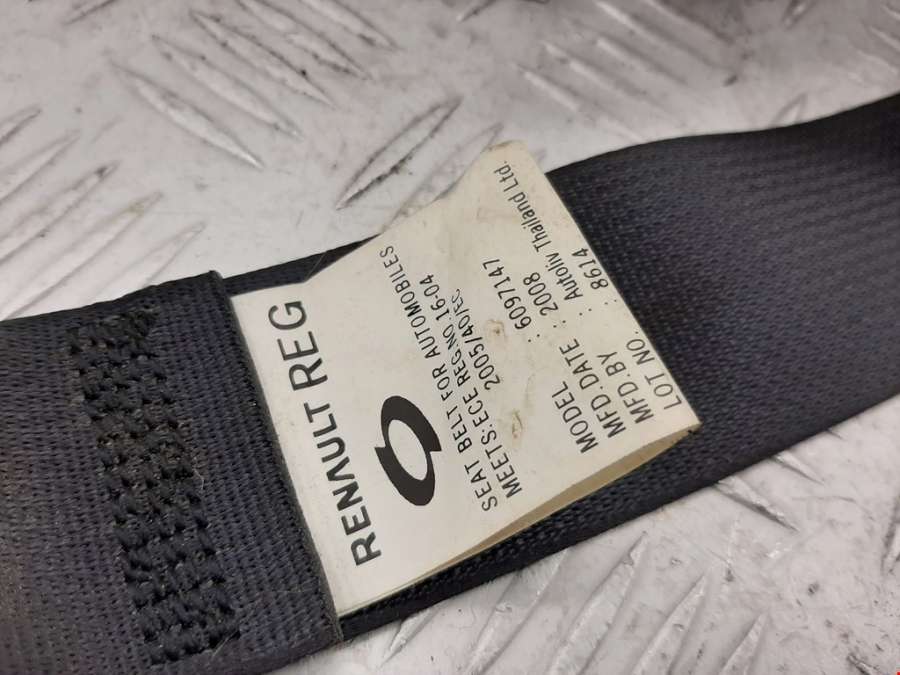 RENAULT REG
SEAT BELT FOR AUTOMOBILES
MEETS: ECE REG.NO.:16-04
2005/40/EC
MODEL : 6097147
MFD.DATE : 2008
MFD.BY : Autoliv Thailand Ltd.
LOT NO. : 8614